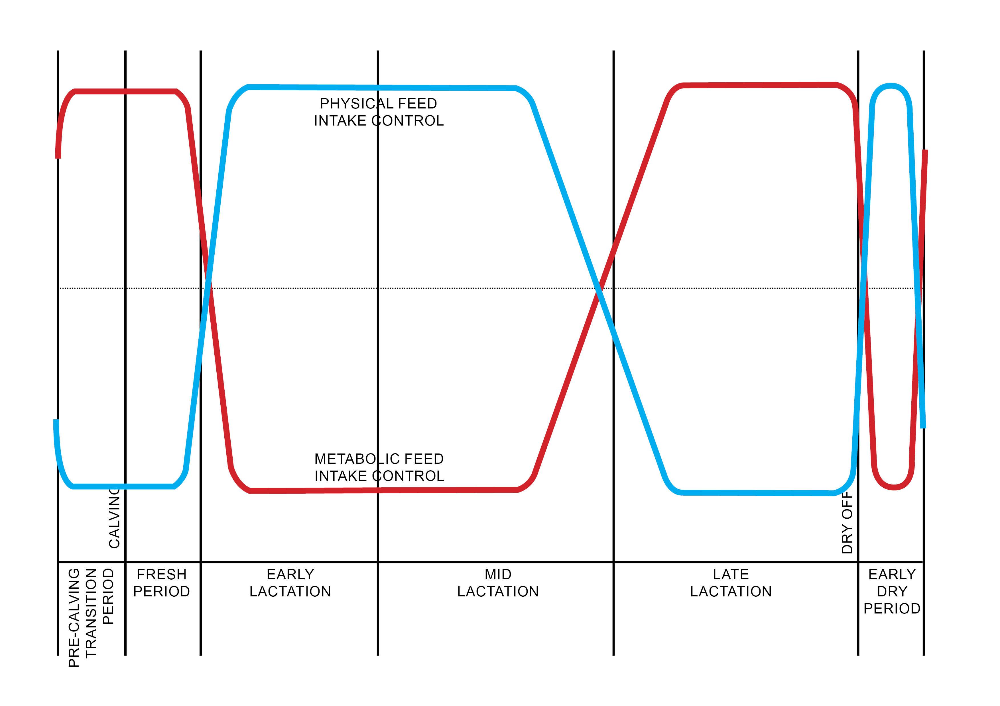 PHYSICAL FEED
INTAKE CONTROL
METABOLIC FEED
INTAKE CONTROL
CALVING
DRY OFF
PRE-CALVING
TRANSITION
PERIOD
FRESH
PERIOD
EARLY
LACTATION
MID
LACTATION
LATE
LACTATION
EARLY
DRY
PERIOD